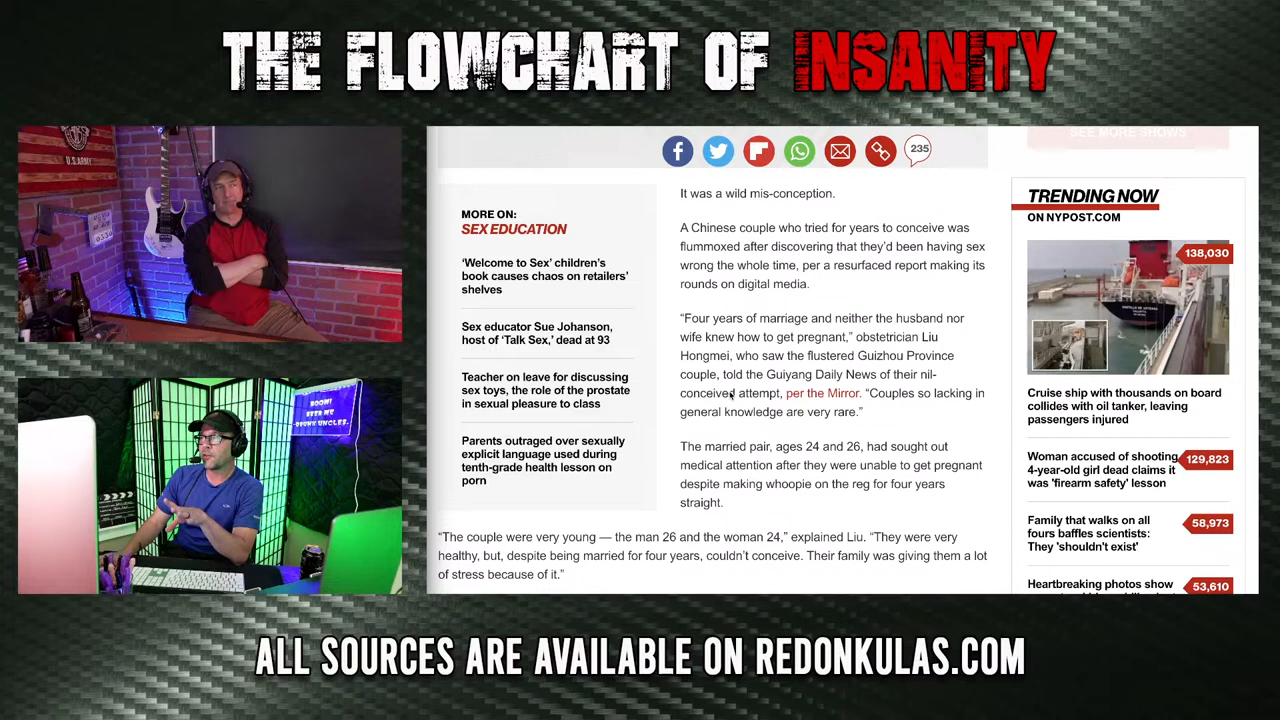 THE FLOWCHART OF INSANITY
U.S. ARMY
BOOM!
BEER ME
DRUNK UNCLES.
SEE MORE SHOWS
235
MORE ON:
SEX EDUCATION
‘Welcome to Sex’ children’s
book causes chaos on retailers’
shelves
Sex educator Sue Johanson,
host of ‘Talk Sex,’ dead at 93
Teacher on leave for discussing
sex toys, the role of the prostate
in sexual pleasure to class
Parents outraged over sexually
explicit language used during
tenth-grade health lesson on
porn
It was a wild mis-conception.
A Chinese couple who tried for years to conceive was
flummoxed after discovering that they’d been having sex
wrong the whole time, per a resurfaced report making its
rounds on digital media.
“Four years of marriage and neither the husband nor
wife knew how to get pregnant,” obstetrician Liu
Hongmei, who saw the flustered Guizhou Province
couple, told the Guiyang Daily News of their nil-
conceived attempt, per the Mirror. “Couples so lacking in
general knowledge are very rare.”
The married pair, ages 24 and 26, had sought out
medical attention after they were unable to get pregnant
despite making whoopie on the reg for four years
straight.
“The couple were very young — the man 26 and the woman 24,” explained Liu. “They were very
healthy, but, despite being married for four years, couldn’t conceive. Their family was giving them a lot
of stress because of it.”
TRENDING NOW
ON NYPOST.COM
138,030
Cruise ship with thousands on board
collides with oil tanker, leaving
passengers injured
Woman accused of shooting
4-year-old girl dead claims it
was 'firearm safety' lesson
129,823
Family that walks on all
fours baffles scientists:
They 'shouldn't exist'
58,973
Heartbreaking photos show
53,610
ALL SOURCES ARE AVAILABLE ON REDONKULAS.COM